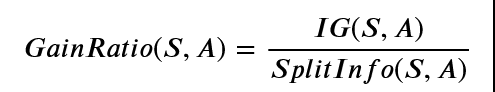 GainRatio(S, A) = IG(S, A) / SplitInfo(S, A)